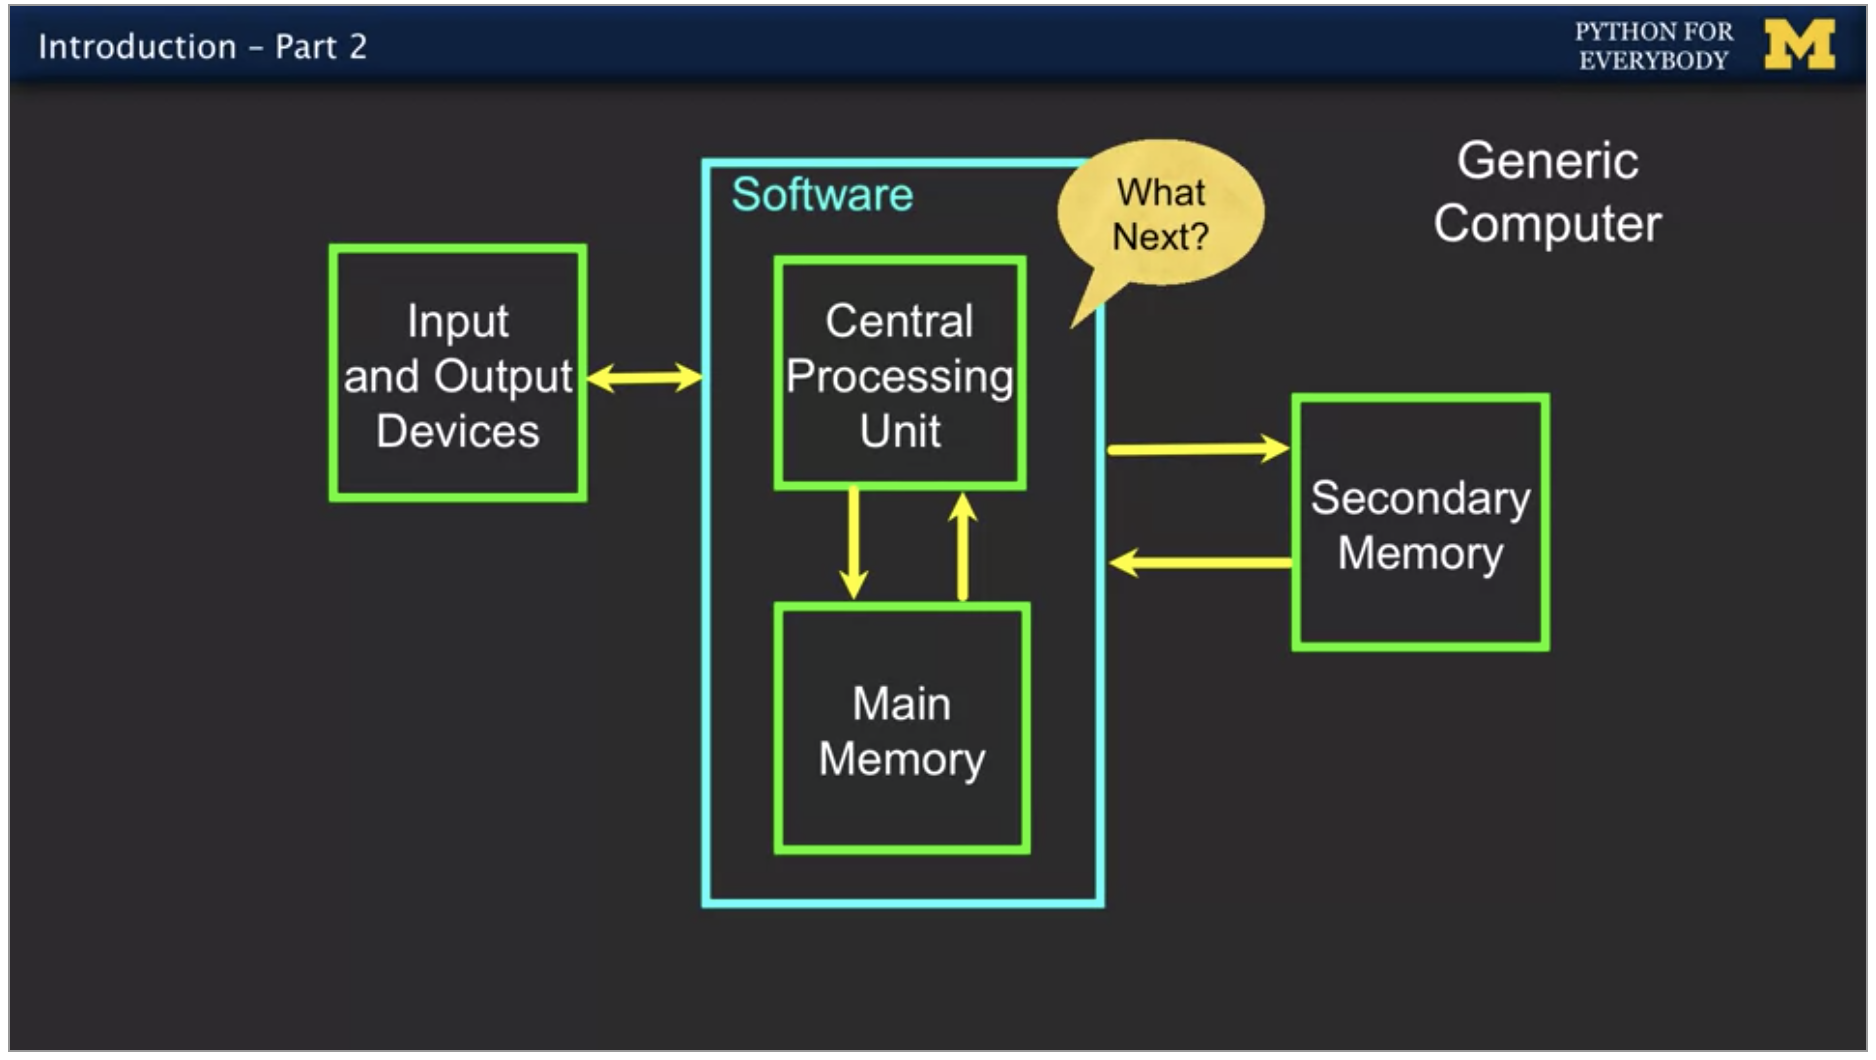 Introduction – Part 2
PYTHON FOR
EVERYBODY
M
Generic
Computer
Software
What
Next?
Input
and Output
Devices
Central
Processing
Unit
Secondary
Memory
Main
Memory